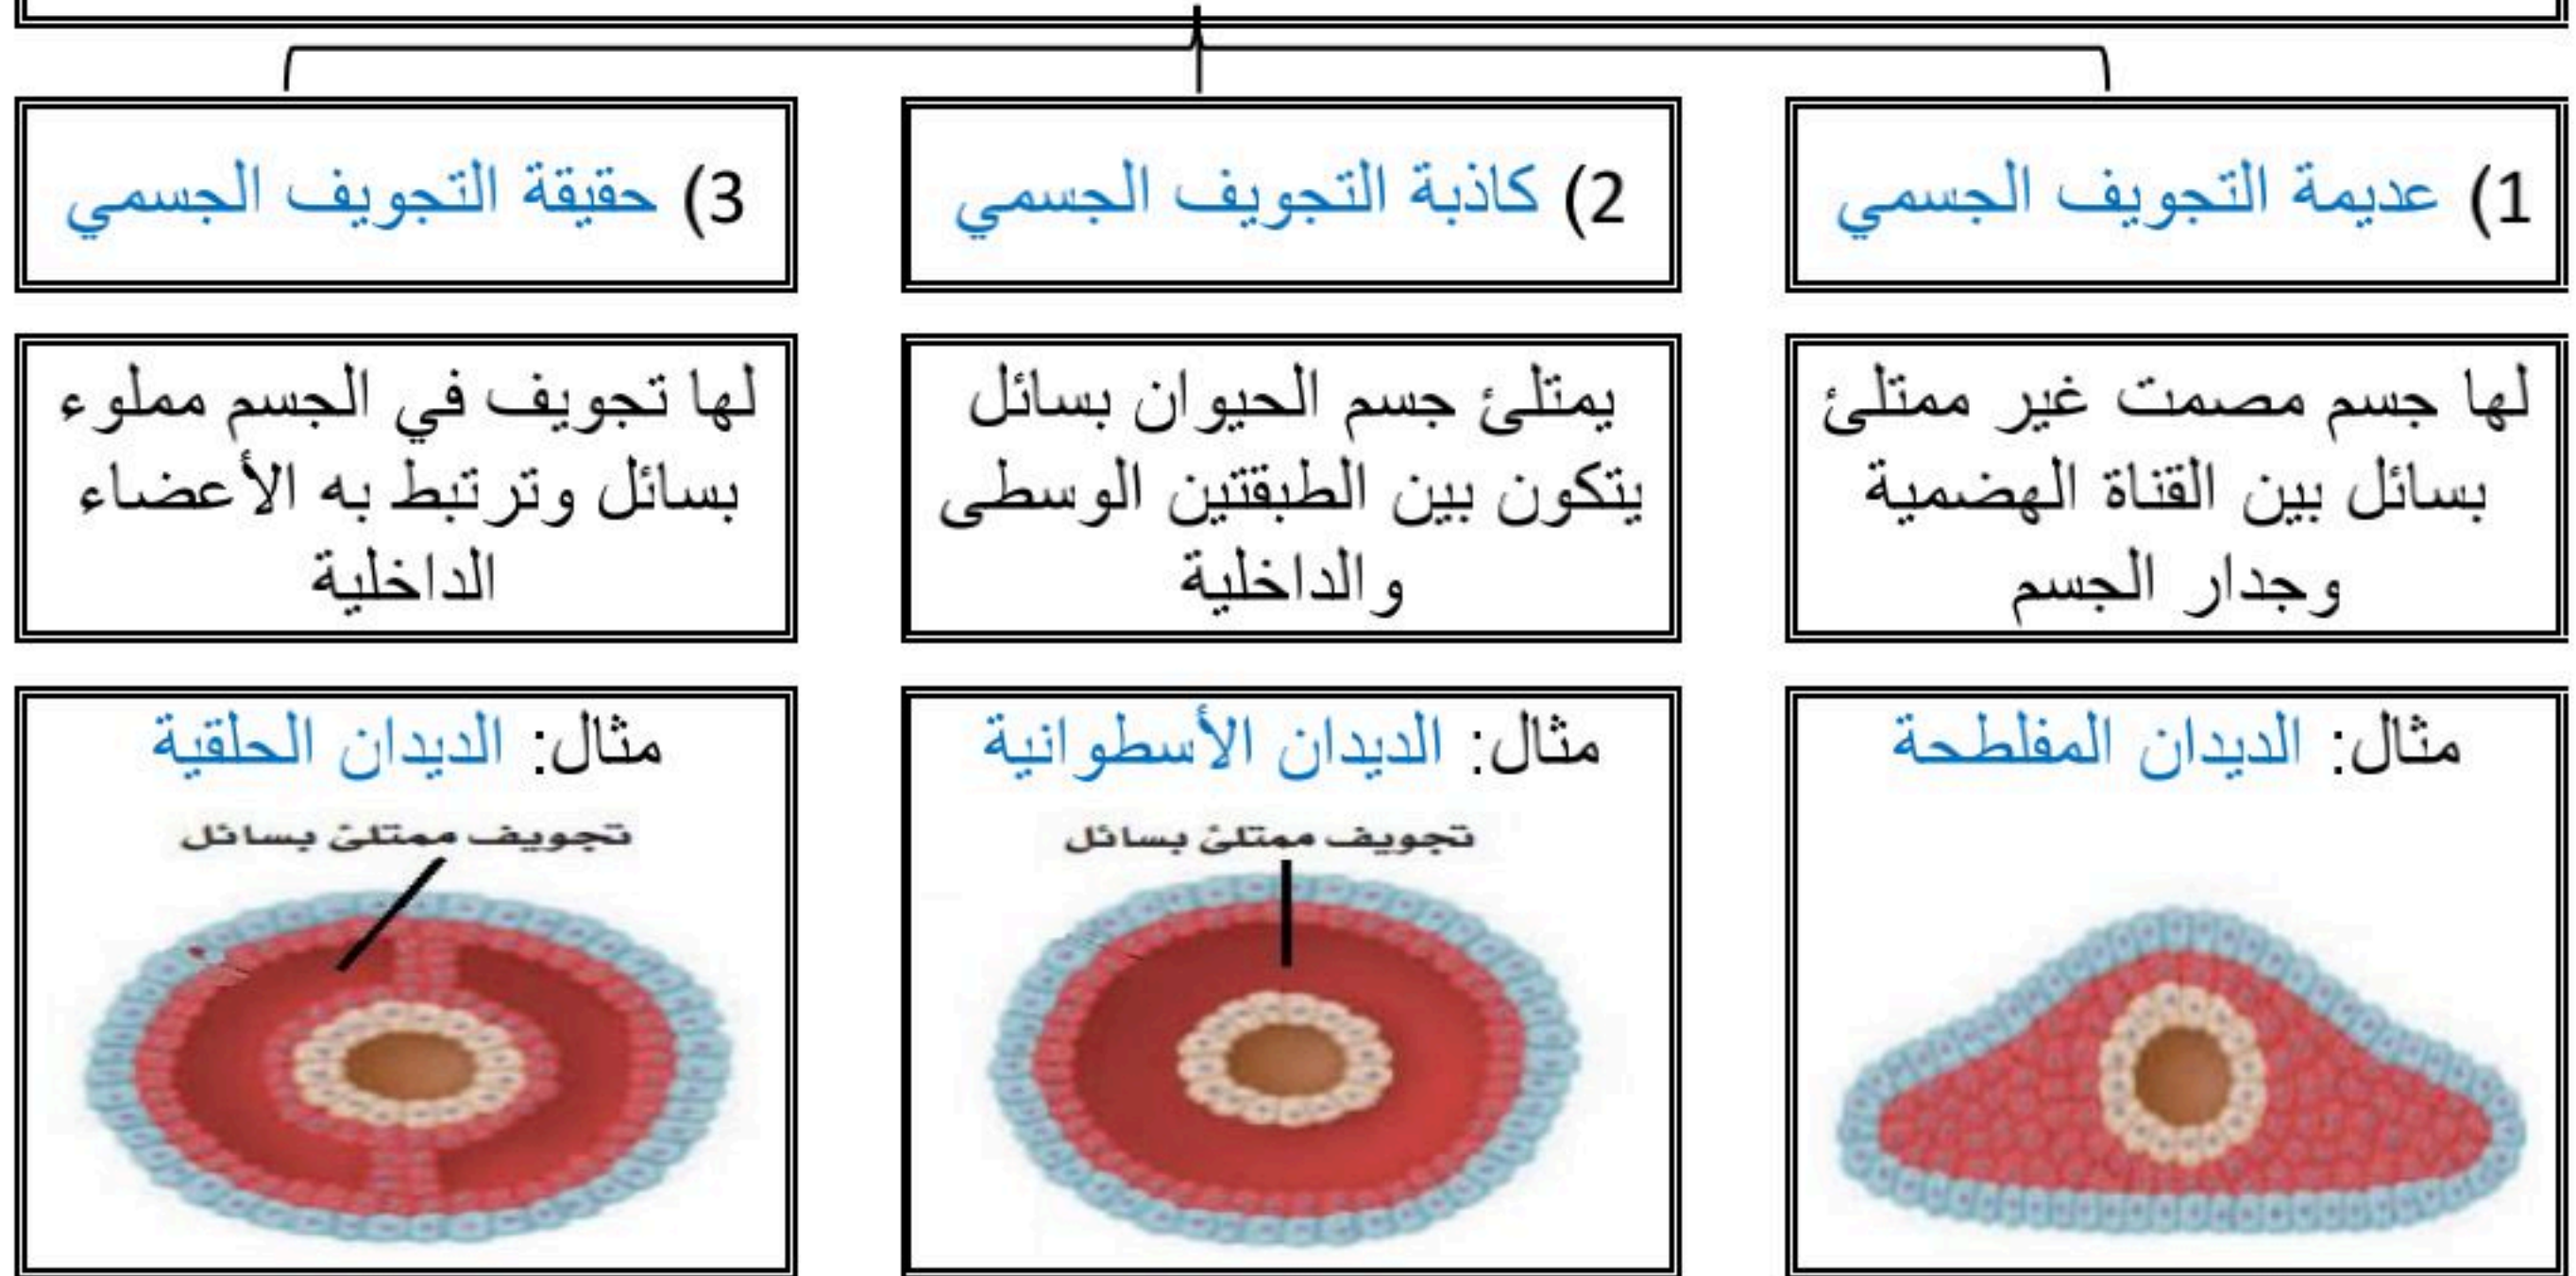 1) عديمة التجويف الجسمي
2) كاذبة التجويف الجسمي
3) حقيقة التجويف الجسمي
لها جسم مصمت غير ممتلئ
بسائل بين القناة الهضمية
وجدار الجسم
يمتلئ جسم الحيوان بسائل
يتكون بين الطبقتين الوسطى
والداخلية
لها تجويف في الجسم مملوء
بسائل وترتبط به الأعضاء
الداخلية
مثال: الديدان المفلطحة
مثال: الديدان الأسطوانية
تجويف ممتلئ بسائل
مثال: الديدان الحلقية
تجويف ممتلئ بسائل